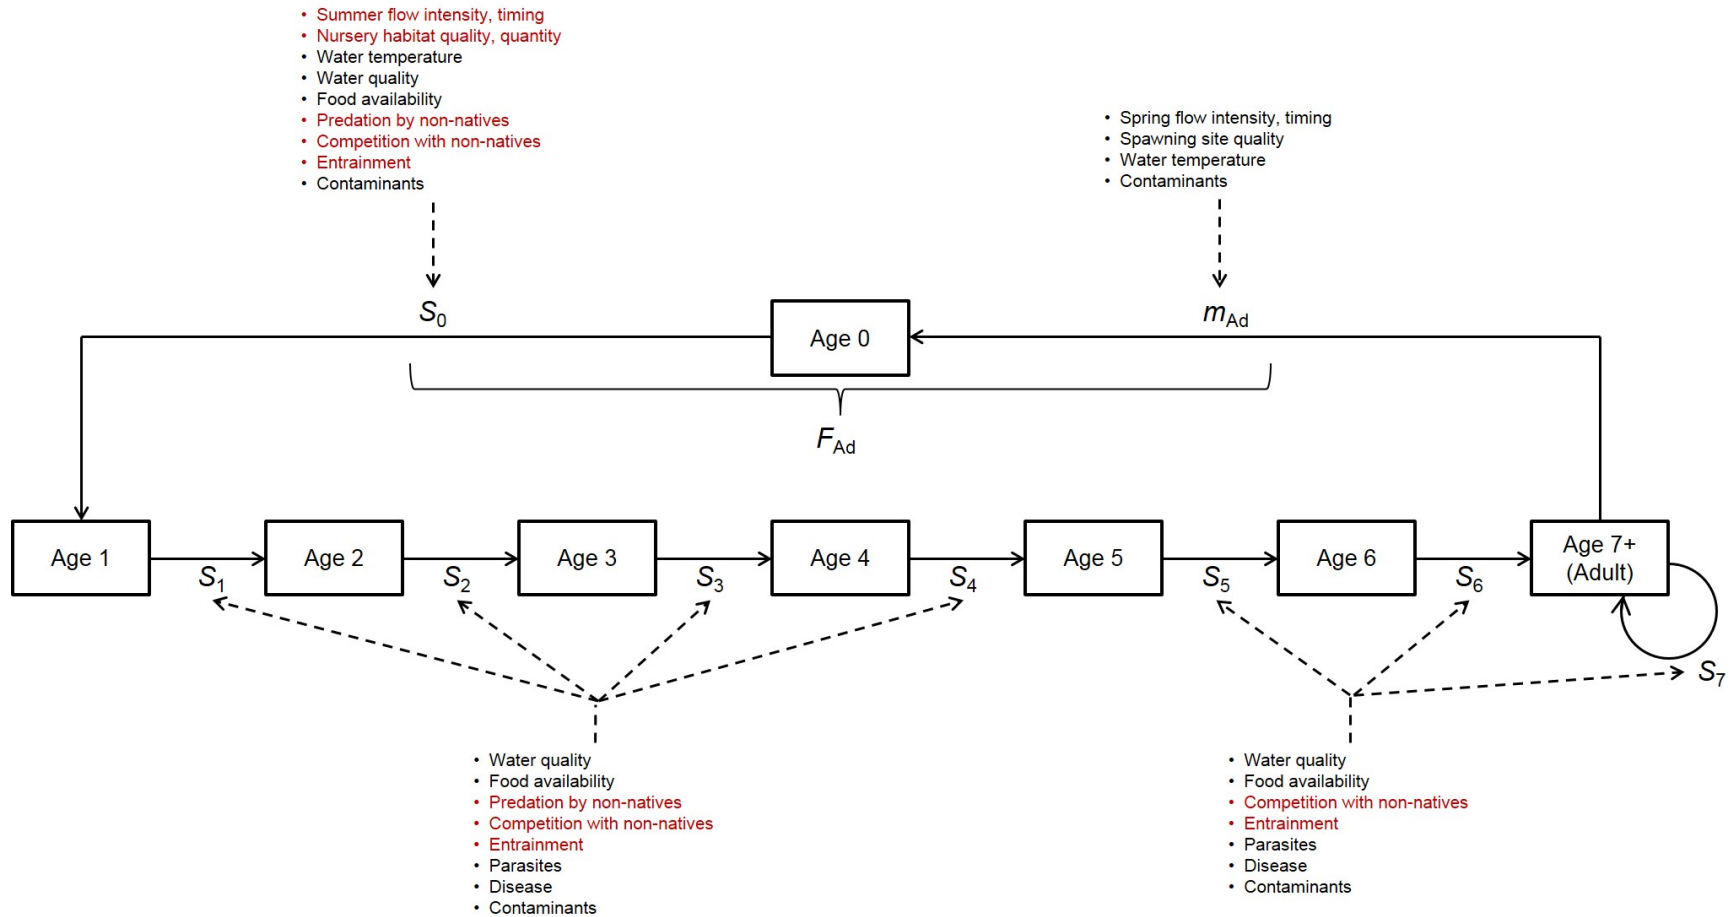 • Summer flow intensity, timing
• Nursery habitat quality, quantity
• Water temperature
• Water quality
• Food availability
• Predation by non-natives
• Competition with non-natives
• Entrainment
• Contaminants
• Spring flow intensity, timing
• Spawning site quality
• Water temperature
• Contaminants
S0
Age 0
mAd
FAd
Age 1
S1
Age 2
S2
Age 3
S3
Age 4
S4
Age 5
S5
Age 6
S6
Age 7+
(Adult)
S7
• Water quality
• Food availability
• Predation by non-natives
• Competition with non-natives
• Entrainment
• Parasites
• Disease
• Contaminants
• Water quality
• Food availability
• Competition with non-natives
• Entrainment
• Parasites
• Disease
• Contaminants